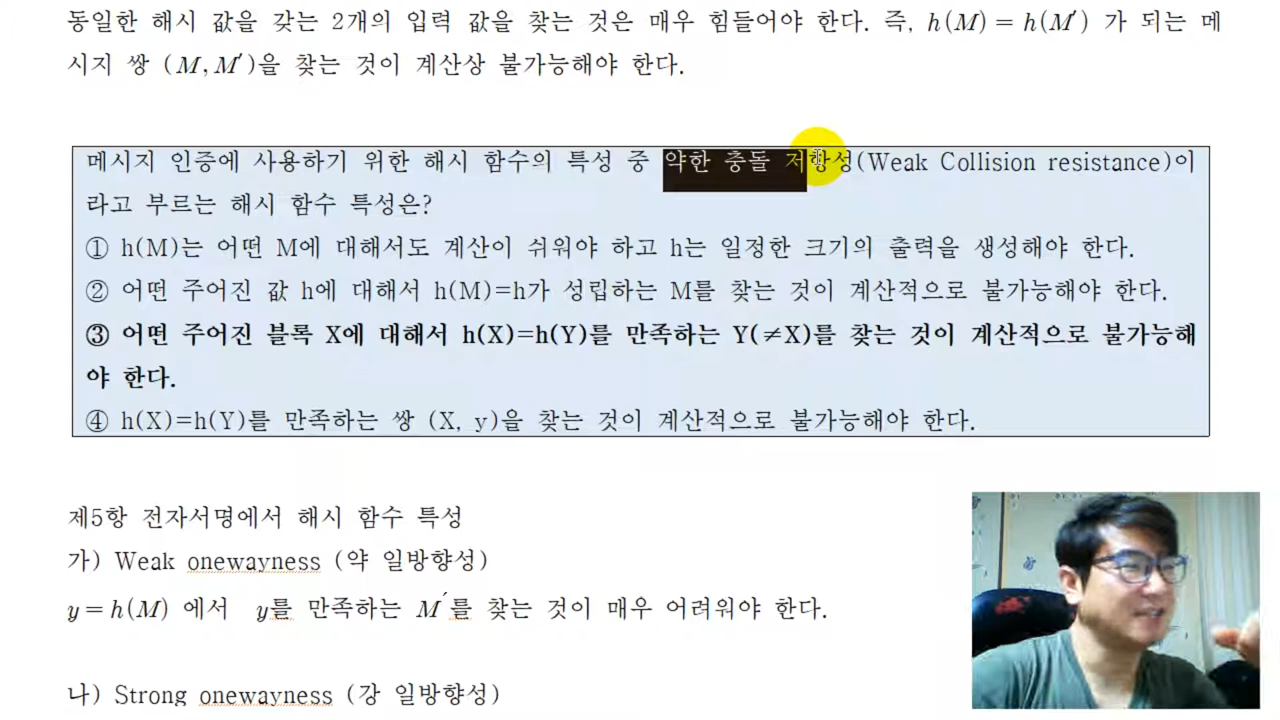 동일한 해시 값을 갖는 2개의 입력 값을 찾는 것은 매우 힘들어야 한다. 즉, h(M) = h(M′) 가 되는 메
시지 쌍 (M, M′)을 찾는 것이 계산상 불가능해야 한다.
메시지 인증에 사용하기 위한 해시 함수의 특성 중 약한 충돌 저항성(Weak Collision resistance)이
라고 부르는 해시 함수 특성은?
① h(M)는 어떤 M에 대해서도 계산이 쉬워야 하고 h는 일정한 크기의 출력을 생성해야 한다.
② 어떤 주어진 값 h에 대해서 h(M)=h가 성립하는 M를 찾는 것이 계산적으로 불가능해야 한다.
③ 어떤 주어진 블록 X에 대해서 h(X)=h(Y)를 만족하는 Y(≠X)를 찾는 것이 계산적으로 불가능해
야 한다.
④ h(X)=h(Y)를 만족하는 쌍 (X, y)을 찾는 것이 계산적으로 불가능해야 한다.
제5항 전자서명에서 해시 함수 특성
가) Weak onewayness (약 일방향성)
y = h(M) 에서 y를 만족하는 M′를 찾는 것이 매우 어려워야 한다.
나) Strong onewayness (강 일방향성)